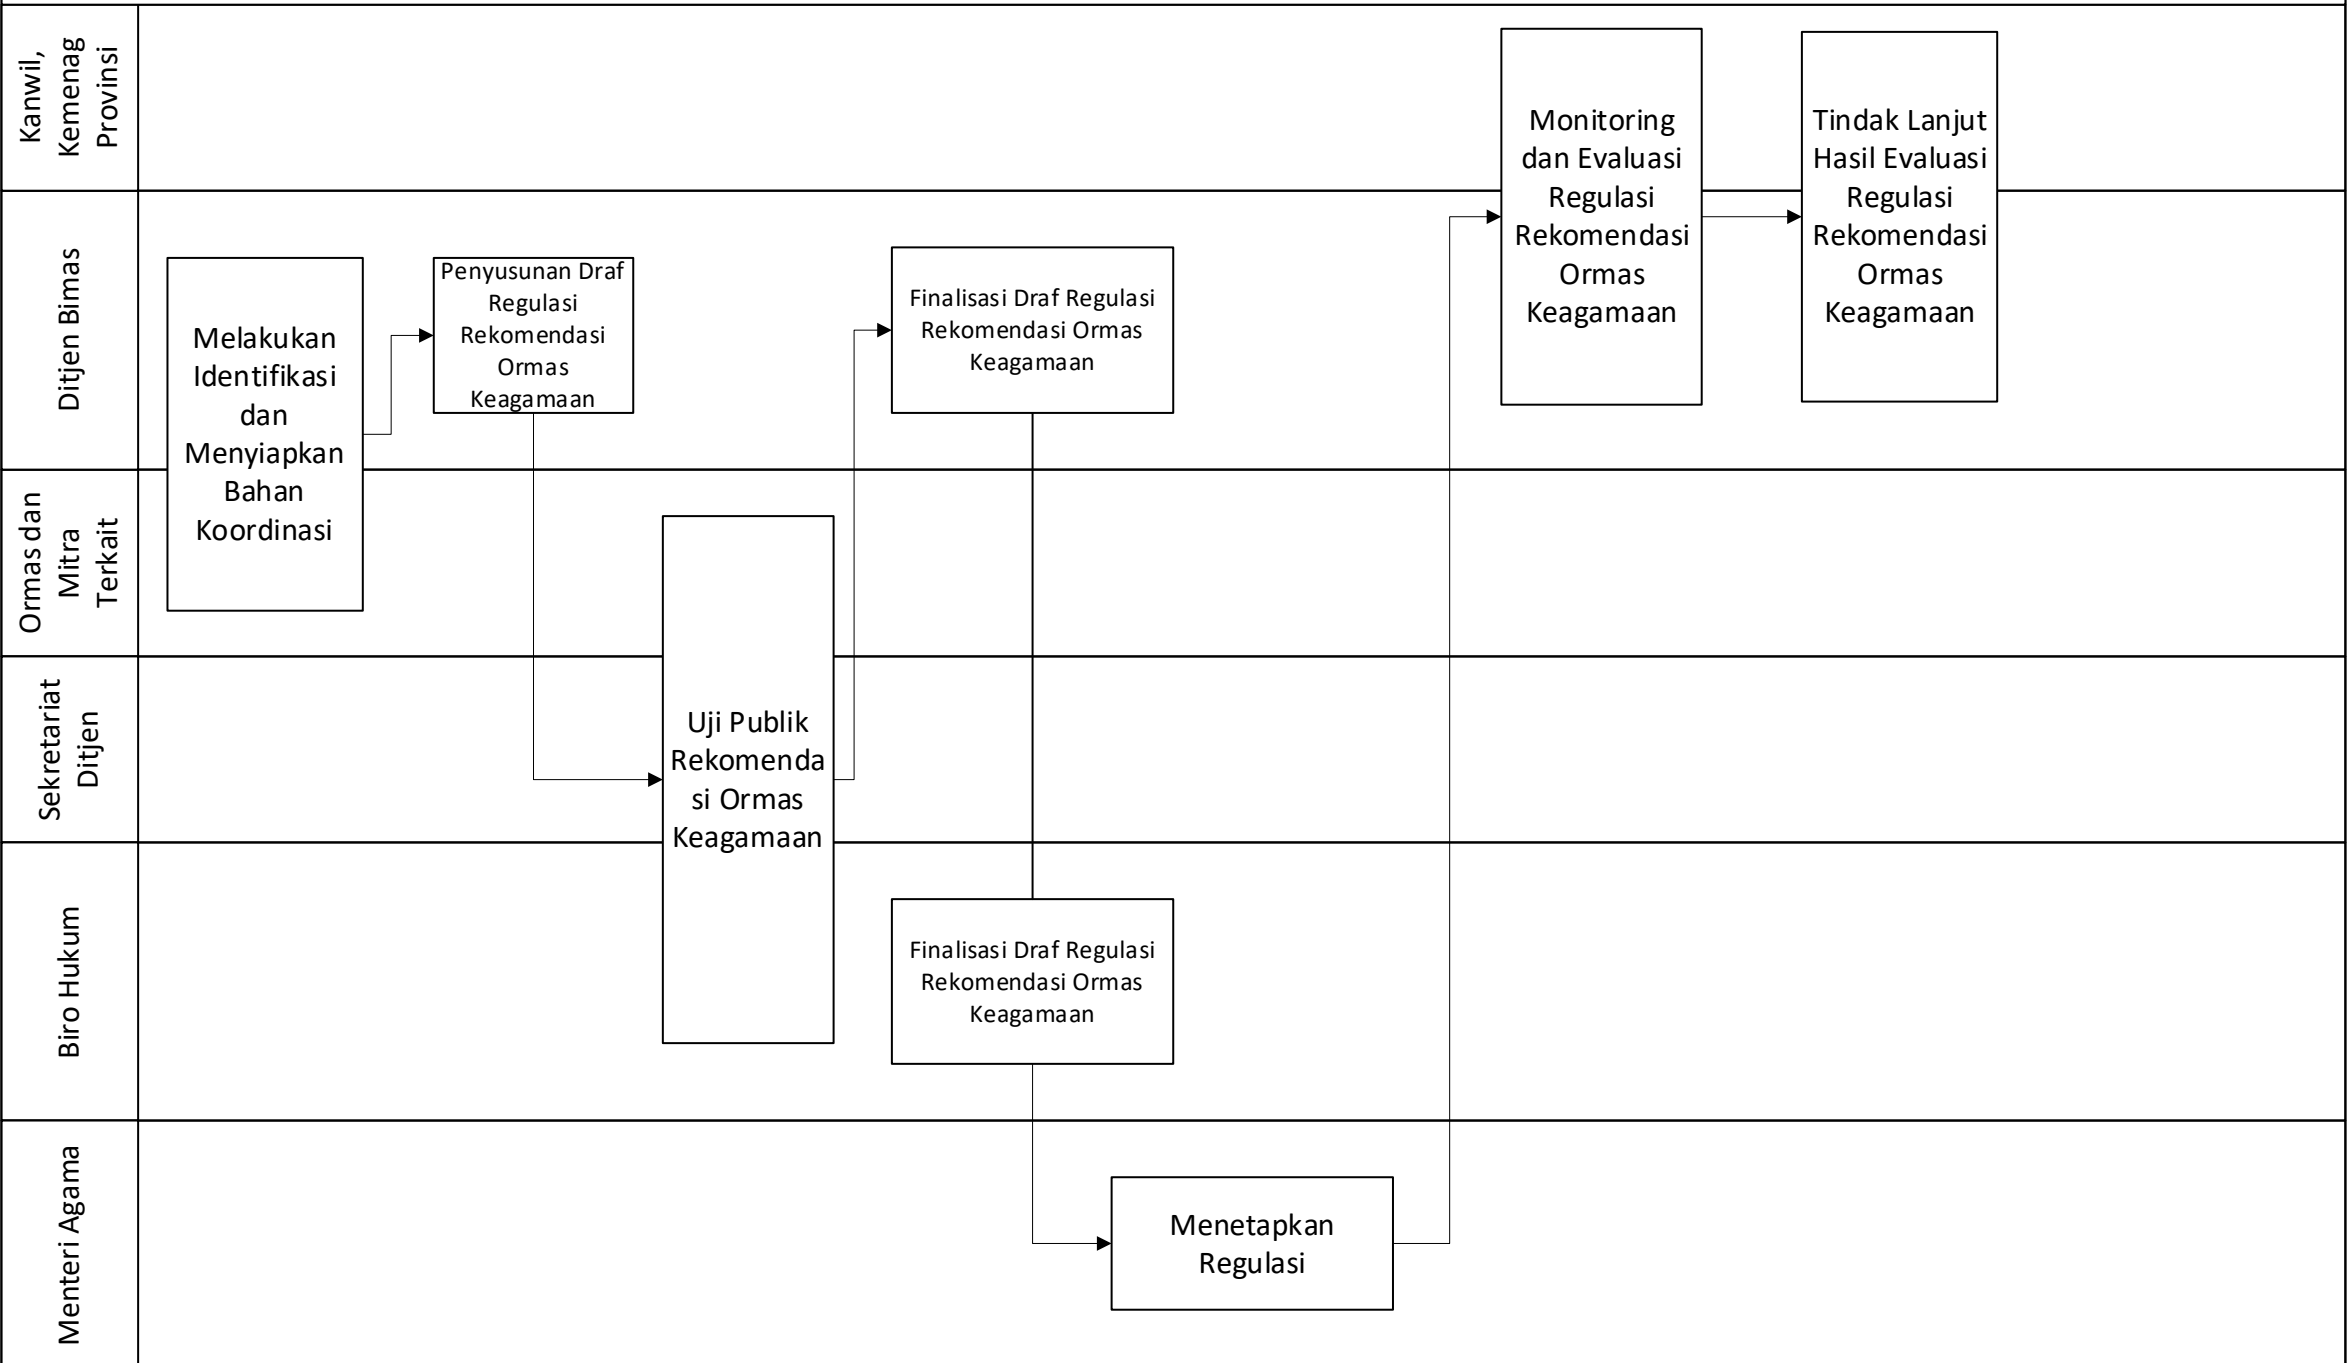 Kanwil,
Kemenag
Provinsi
Monitoring
dan Evaluasi
Regulasi
Rekomendasi
Ormas
Keagamaan
Tindak Lanjut
Hasil Evaluasi
Regulasi
Rekomendasi
Ormas
Keagamaan
Ditjen Bimas
Melakukan
Identifikasi
dan
Menyiapkan
Bahan
Koordinasi
Penyusunan Draf
Regulasi
Rekomendasi
Ormas
Keagamaan
Finalisasi Draf Regulasi
Rekomendasi Ormas
Keagamaan
Ormas dan
Mitra
Terkait
Uji Publik
Rekomenda
si Ormas
Keagamaan
Sekretariat
Ditjen
Biro Hukum
Finalisasi Draf Regulasi
Rekomendasi Ormas
Keagamaan
Menteri Agama
Menetapkan
Regulasi